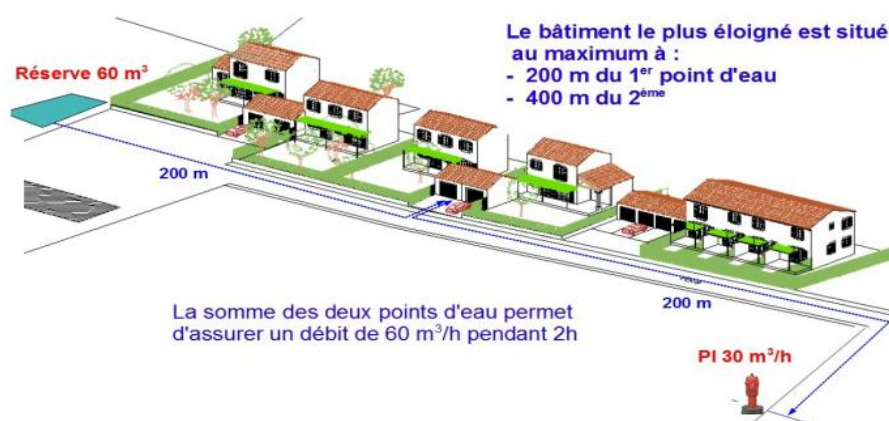 Le bâtiment le plus éloigné est situé
au maximum à :
- 200 m du 1er point d'eau
- 400 m du 2ème
Réserve 60 m³
200 m
200 m
La somme des deux points d'eau permet
d'assurer un débit de 60 m³/h pendant 2h
PI 30 m³/h